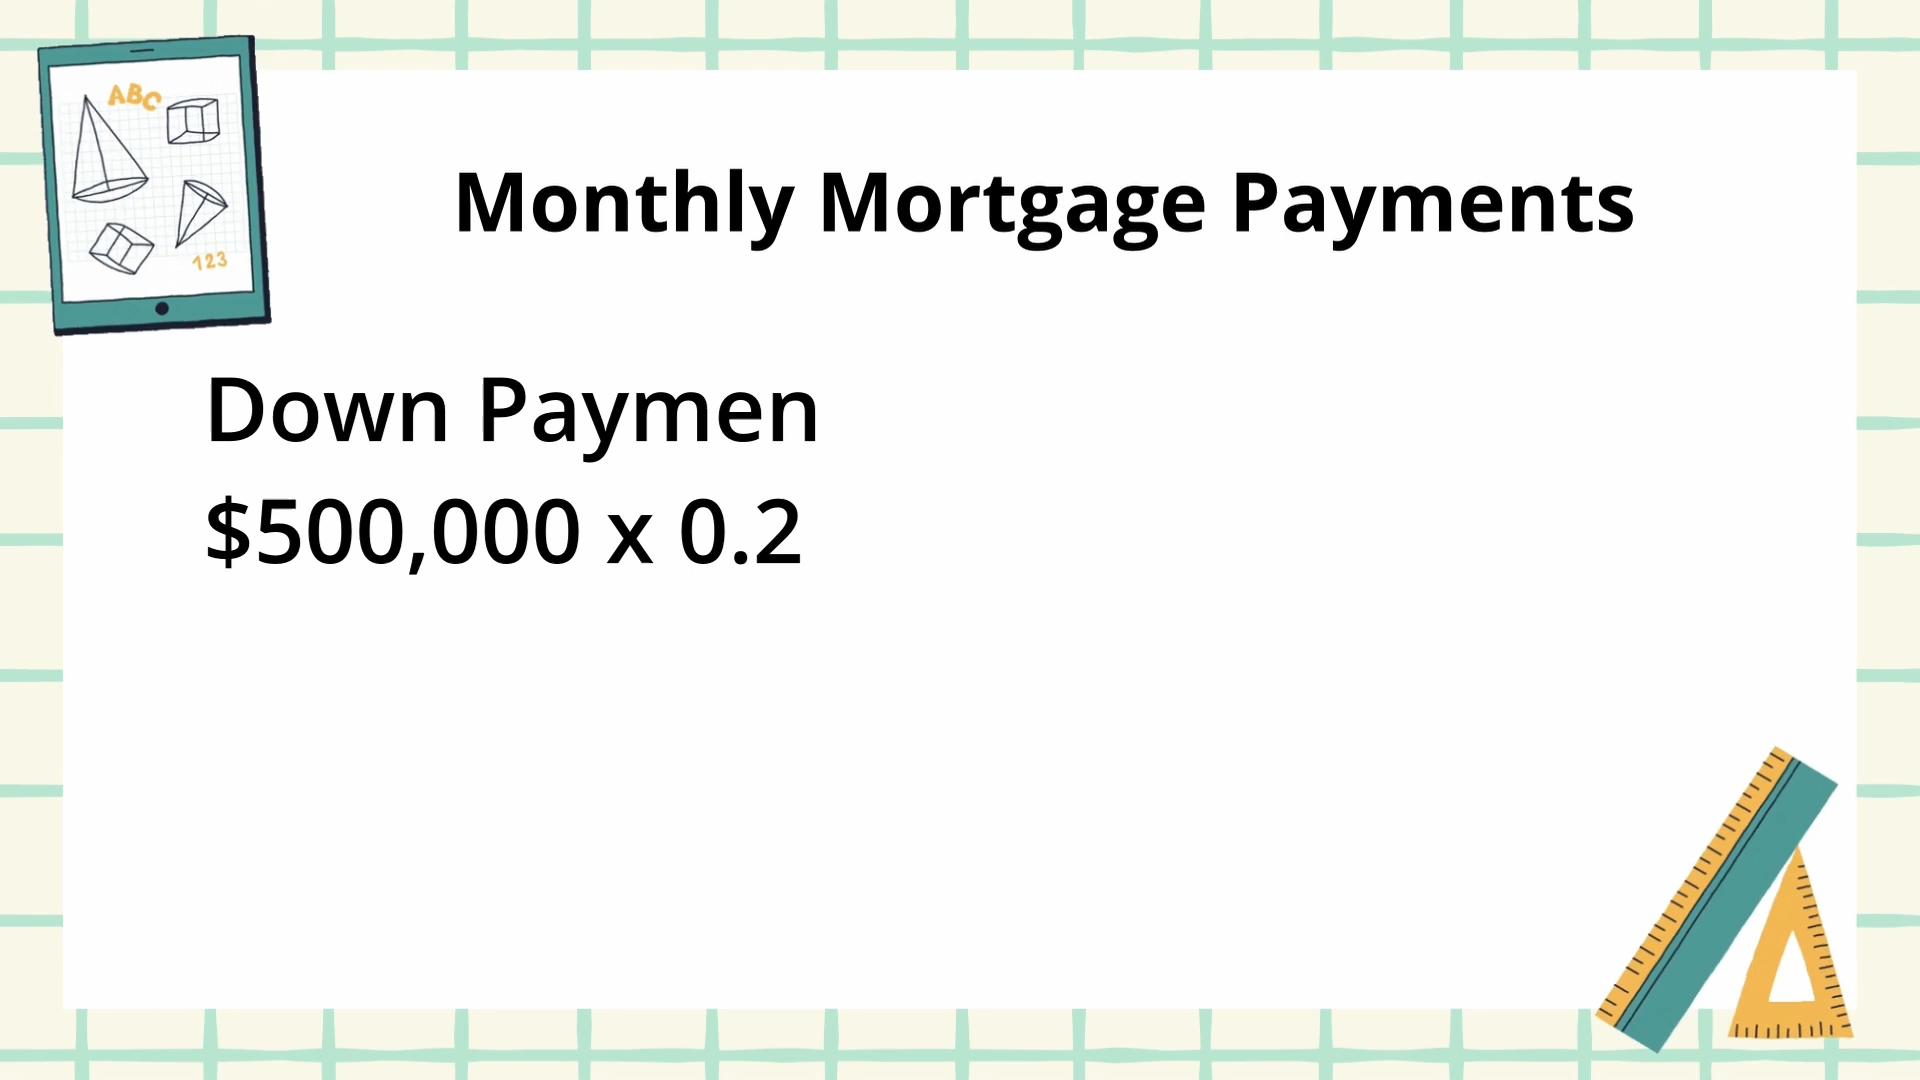 ABC
123
Monthly Mortgage Payments
Down Paymen
$500,000 x 0.2